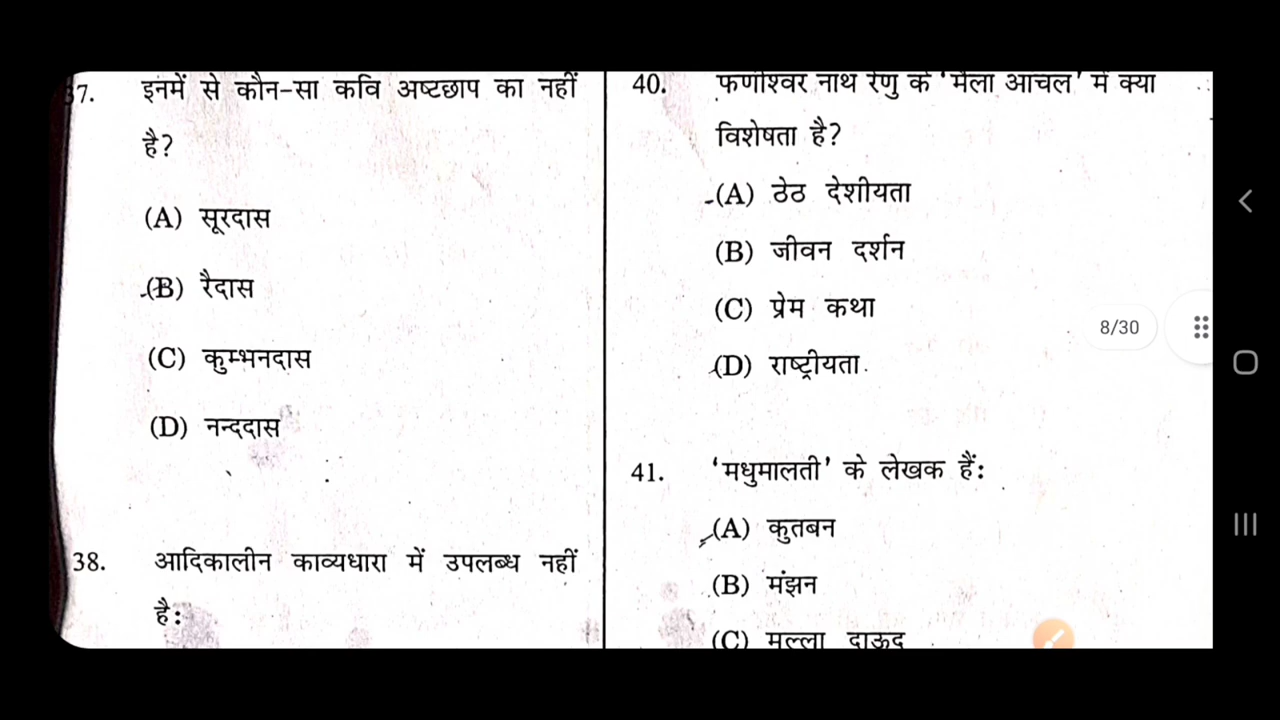 37. इनमें से कौन-सा कवि अष्टछाप का नहीं
है?
(A) सूरदास
(B) रैदास
(C) कुम्भनदास
(D) नन्ददास
38. आदिकालीन काव्यधारा में उपलब्ध नहीं
है:
40. फणीश्वर नाथ रेणु के 'मैला आंचल' में क्या
विशेषता है?
(A) ठेठ देशीयता
(B) जीवन दर्शन
(C) प्रेम कथा
(D) राष्ट्रीयता
41. 'मधुमालती' के लेखक हैं:
(A) कुतबन
(B) मंझन
(C) मुल्ला दाऊद
8/30